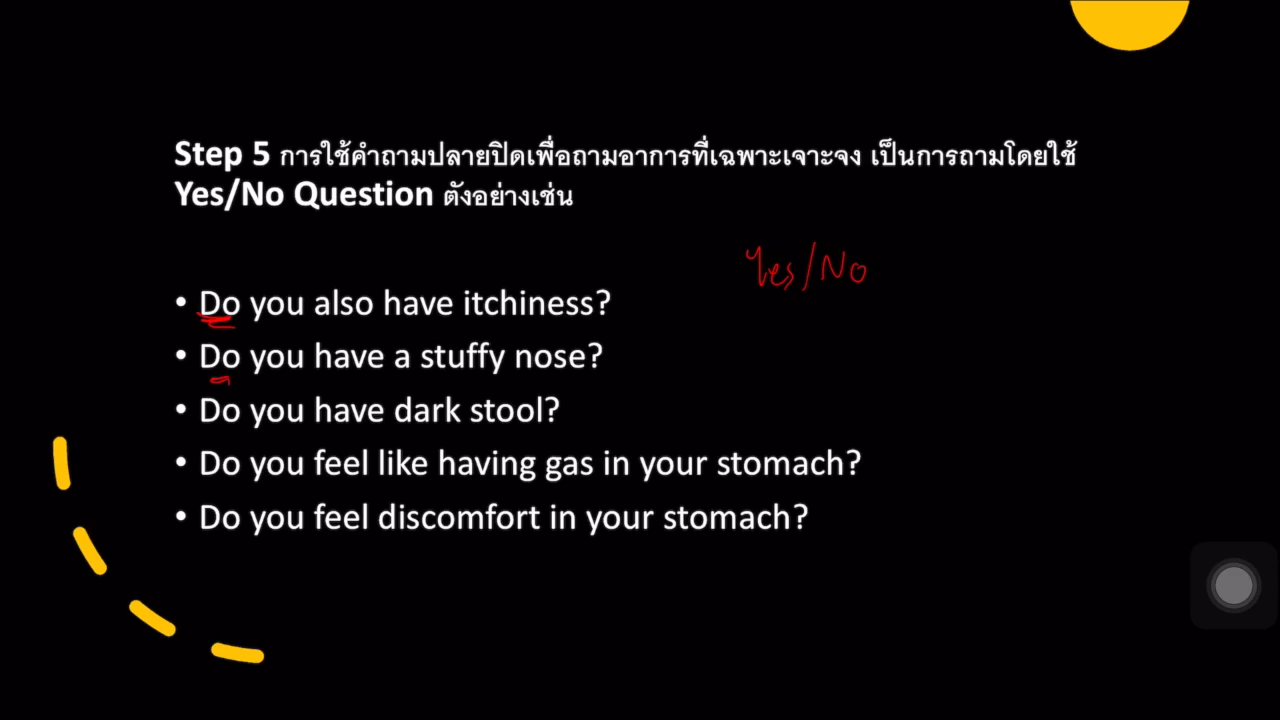 Step 5 การใช้คำถามปลายปิดเพื่อถามอาการที่เฉพาะเจาะจง เป็นการถามโดยใช้
Yes/No Question ตัวอย่างเช่น
Yes/No
• Do you also have itchiness?
• Do you have a stuffy nose?
• Do you have dark stool?
• Do you feel like having gas in your stomach?
• Do you feel discomfort in your stomach?